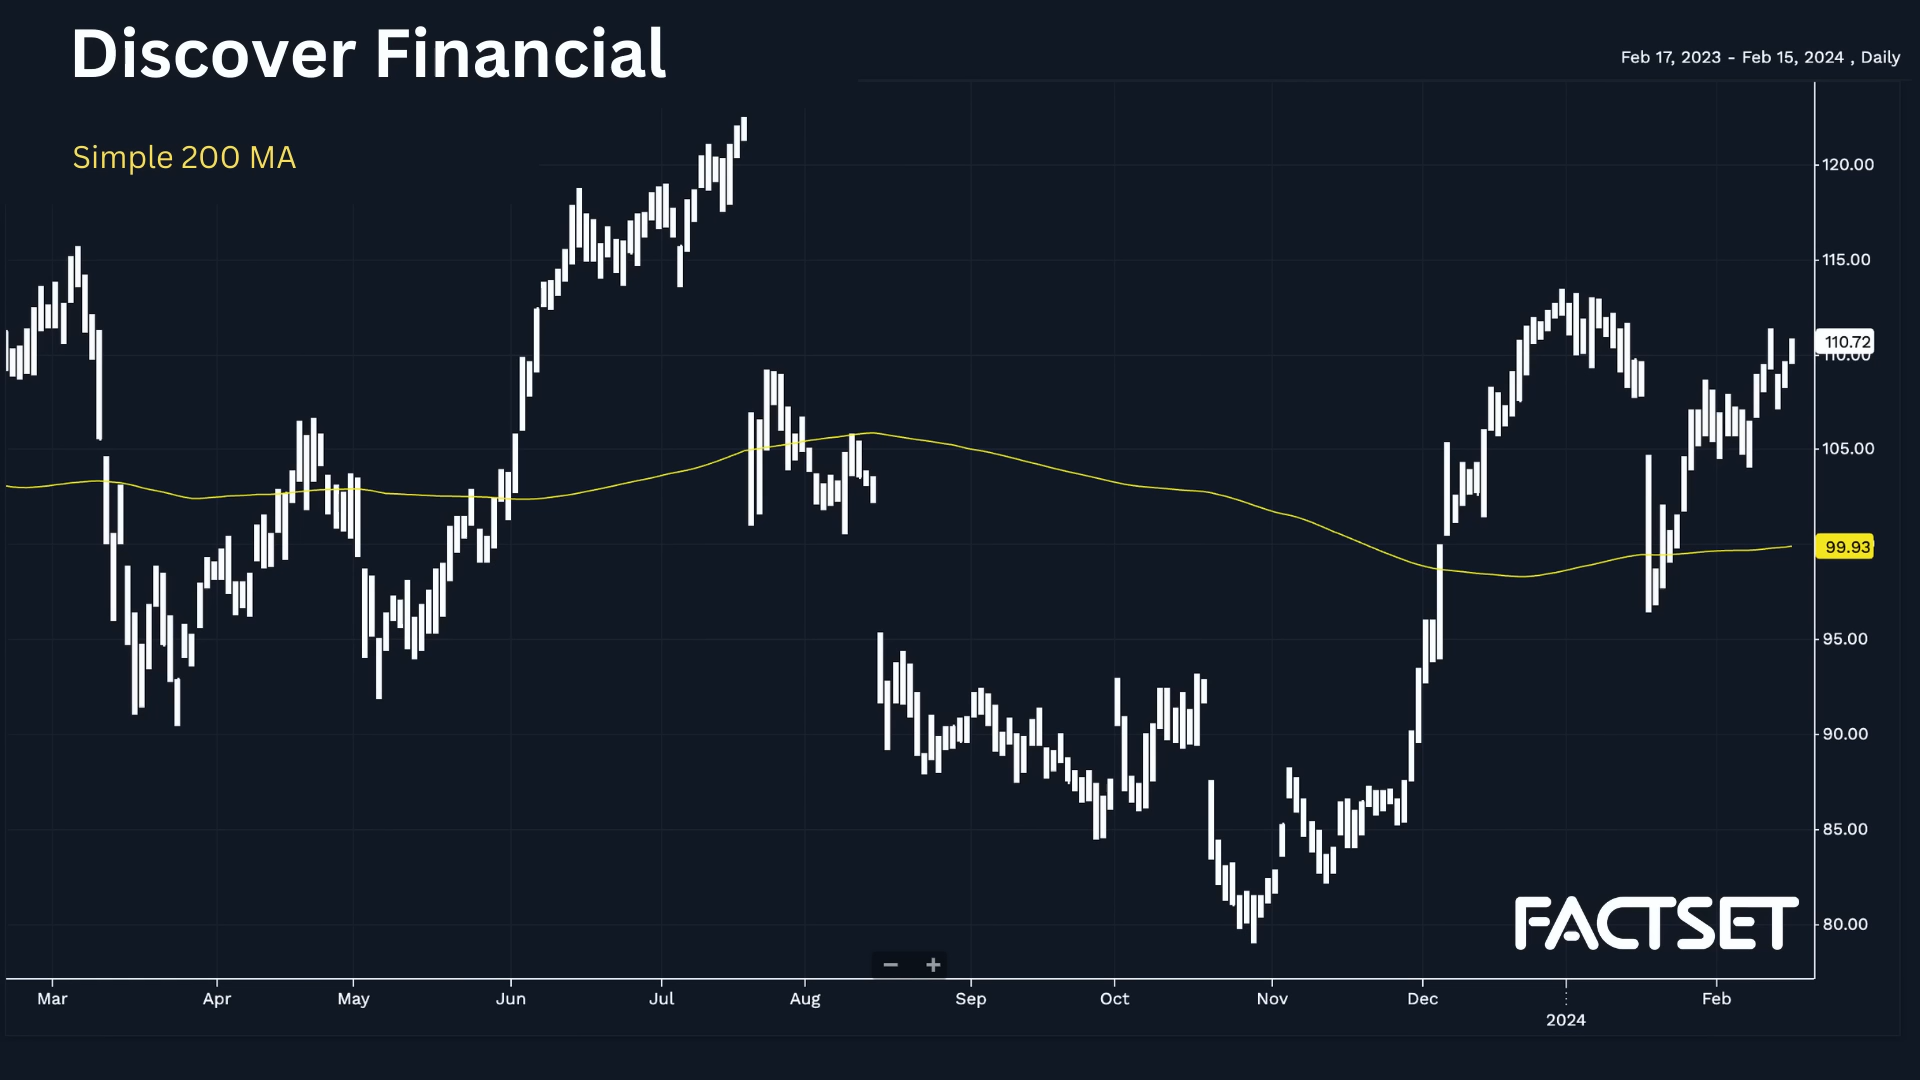 Discover Financial
Feb 17, 2023 - Feb 15, 2024 , Daily
Simple 200 MA
120.00
115.00
110.72
110.00
105.00
99.93
95.00
90.00
85.00
FACTSET
80.00
Mar Apr May Jun Jul Aug Sep Oct Nov Dec Feb
2024